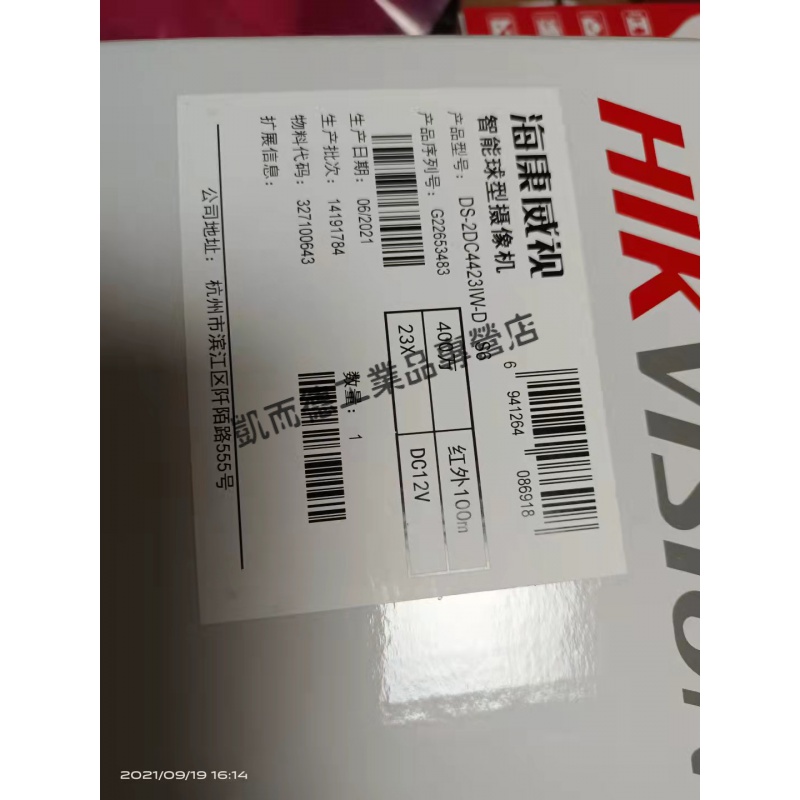 HIKVISION
海康威视
智能球型摄像机
产品型号： DS-2DC4423IW-D
S6
产品序列号： G22653483
6 941264 086918
400万 红外100m
23X DC12V
生产日期： 06/2021
生产批次： 14191784
物料代码： 327100643
数量： 1
扩展信息：
公司地址： 杭州市滨江区阡陌路555号
2021/09/19 16:14